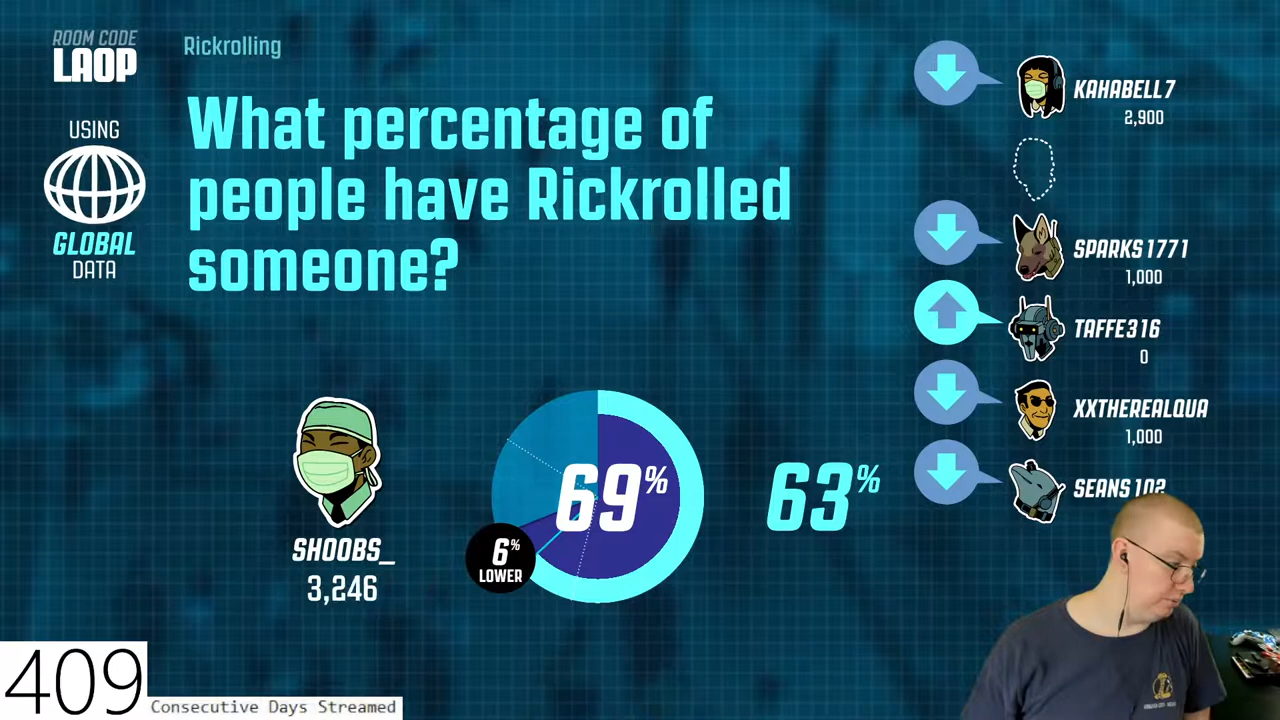 ROOM CODE
LAOP
USING
GLOBAL
DATA
Rickrolling
What percentage of
people have Rickrolled
someone?
SHOOBS_
3,246
69%
6%
LOWER
63%
KAHABELL7
2,900
SPARKS1771
1,000
TAFFE316
0
XXTHEREALQUA
1,000
SEANS102
409
Consecutive Days Streamed